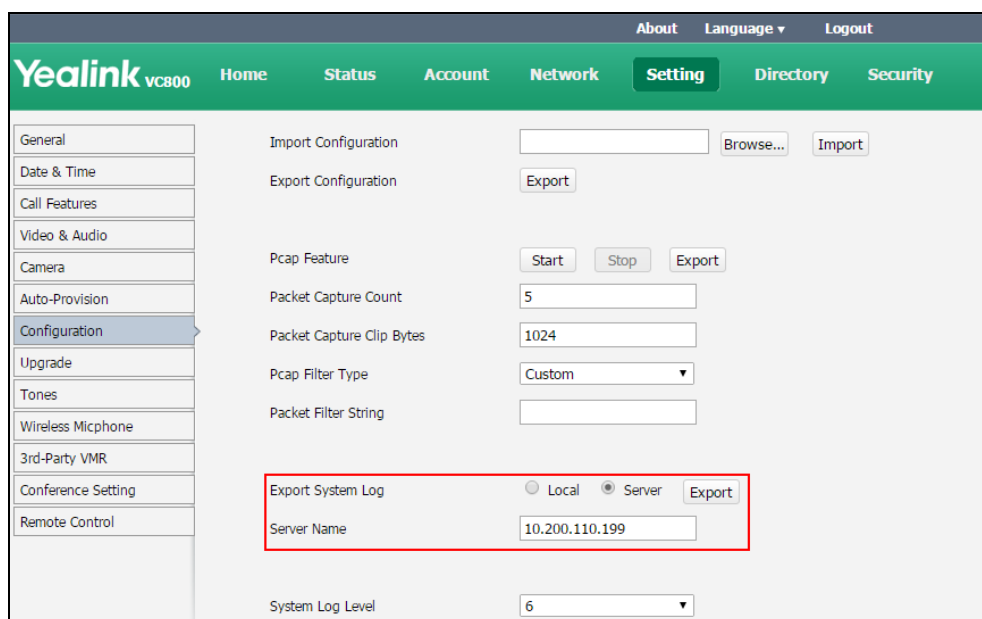 About Language ▾ Logout
Yealink VC800 Home Status Account Network Setting Directory Security
General
Date & Time
Call Features
Video & Audio
Camera
Auto-Provision
Configuration
Upgrade
Tones
Wireless Micphone
3rd-Party VMR
Conference Setting
Remote Control
Import Configuration Browse... Import
Export Configuration Export
Pcap Feature Start Stop Export
Packet Capture Count 5
Packet Capture Clip Bytes 1024
Pcap Filter Type Custom ▼
Packet Filter String
Export System Log Local Server Export
Server Name 10.200.110.199
System Log Level 6 ▼